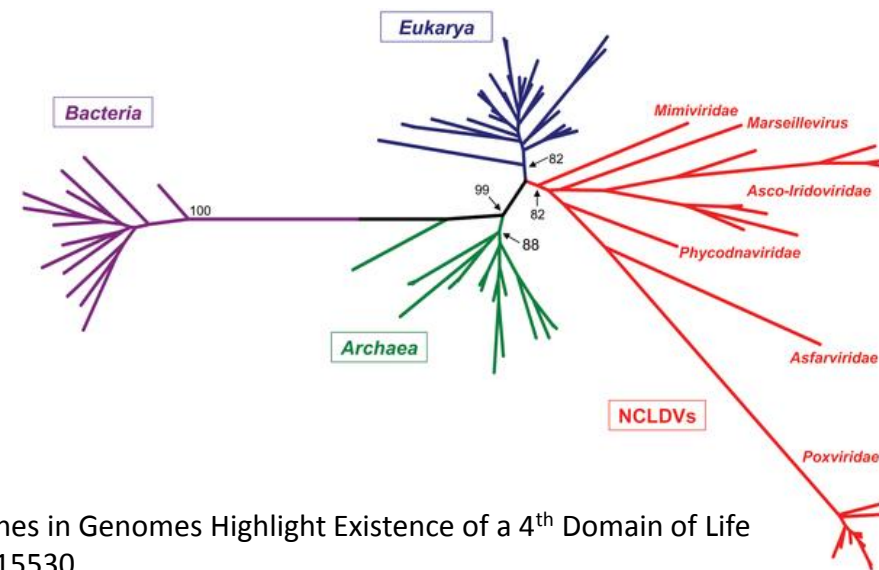 Eukarya
Bacteria
Mimiviridae
Marseillevirus
82
99
Asco-Iridoviridae
100
82
88
Phycodnaviridae
Archaea
Asfarviridae
NCLDVs
Poxviridae
in Genomes Highlight Existence of a 4th Domain of Life
15530